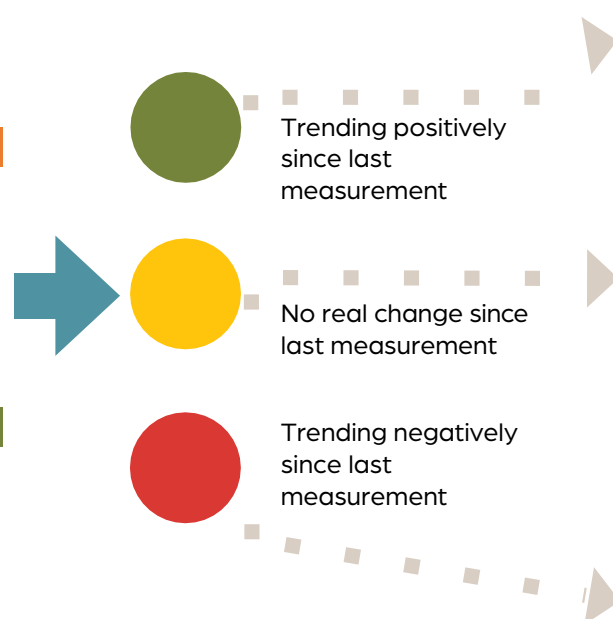 Trending positively
since last
measurement
No real change since
last measurement
Trending negatively
since last
measurement